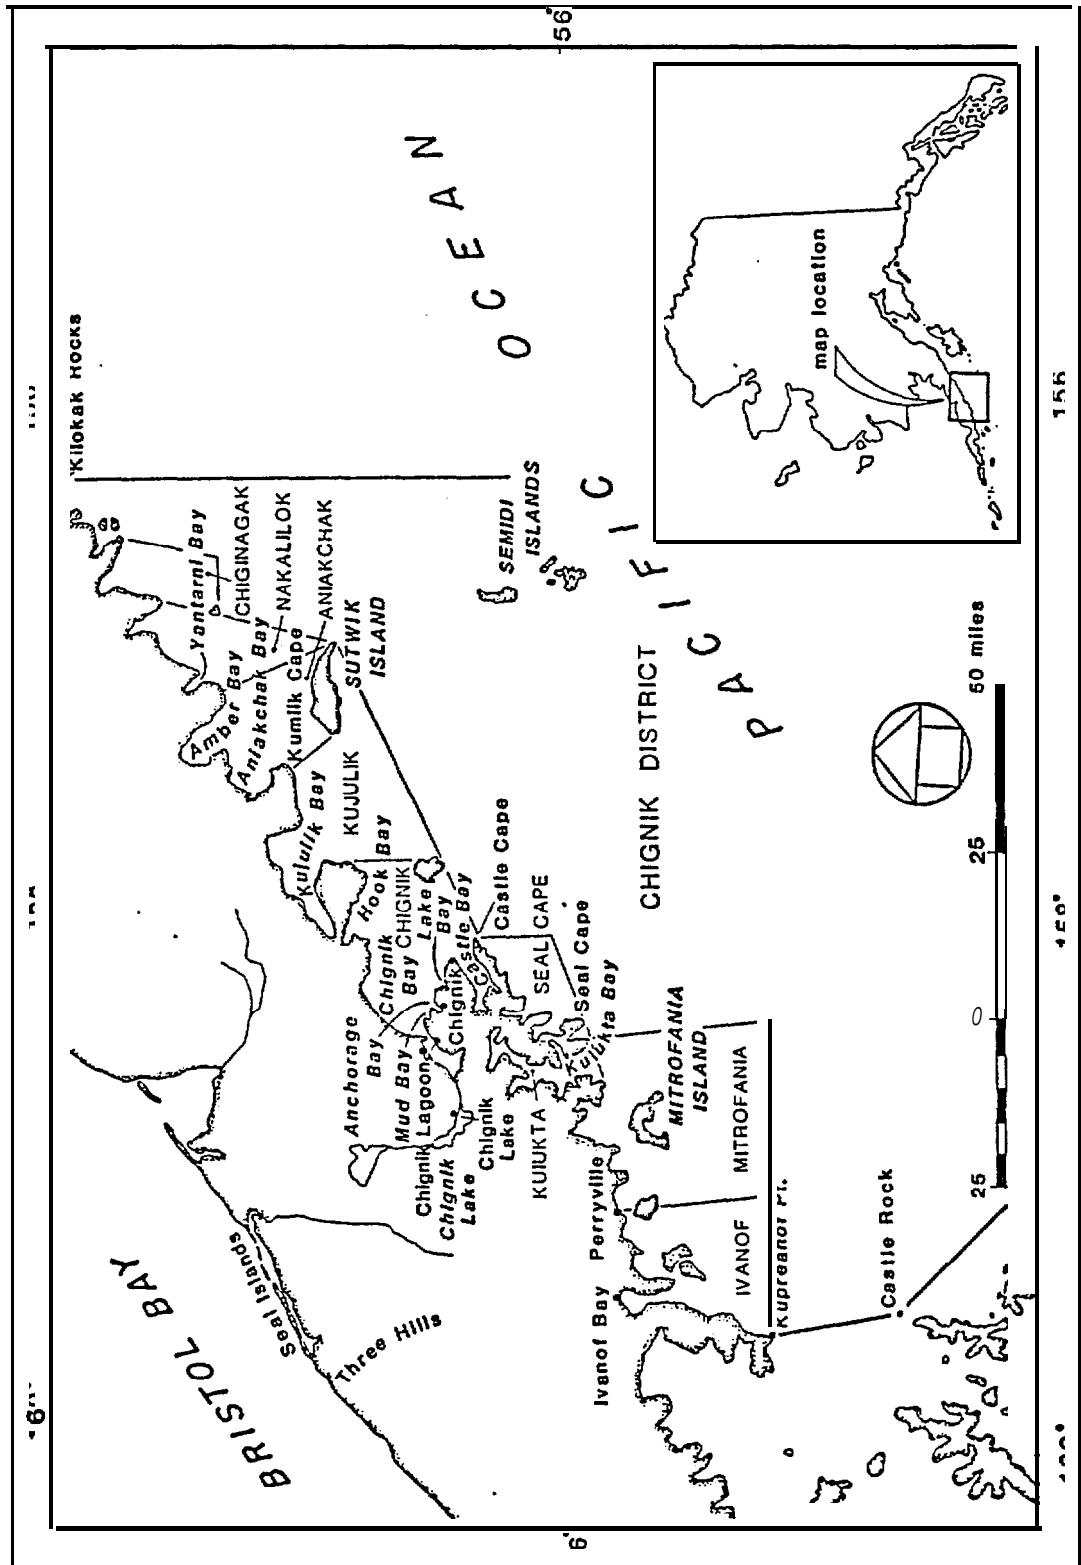 BRISTOL BAY
Seal Islands
Three Hills
Kilokak Rocks
Yantarni Bay
CHIGINAGAK
NAKALILOK
ANIAKCHAK
Amber Bay
Aniakchak Bay
Kumlik Cape
SUTWIK
ISLAND
SEMIDI
ISLANDS
Kujulik Bay
KUJULIK
Hook Bay
CHIGNIK
Chignik
Bay
Lake
Bay
Castle Bay
Castle Cape
Anchorage
Bay
Mud Bay
Chignik
Lagoon
Chignik
Chignik
Lake
Chignik
Lake
SEAL CAPE
Seal Cape
Kuiukta Bay
KUIUKTA
MITROFANIA
ISLAND
MITROFANIA
Perryville
IVANOF
Ivanof Bay
Kupreanof Pt.
Castle Rock
CHIGNIK DISTRICT
PACIFIC OCEAN
map location
25
0
25
50 miles
56°